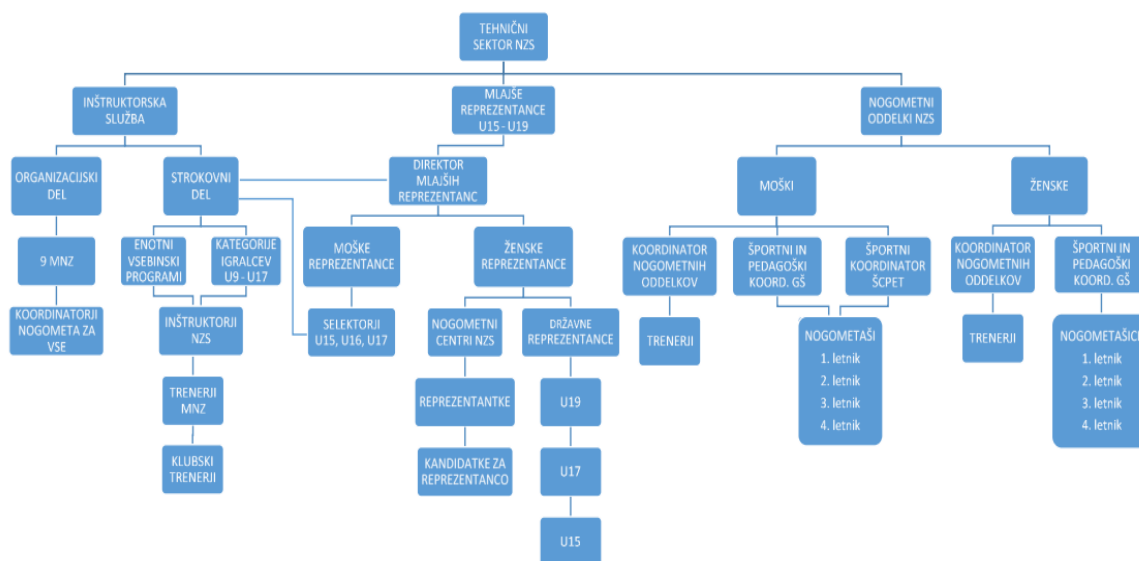 TEHNIČNI
SEKTOR NZS
INŠTRUKTORSKA
SLUŽBA
MLAJŠE
REPREZENTANCE
U15 - U19
NOGOMETNI
ODDELKI NZS
ORGANIZACIJSKI
DEL
STROKOVNI
DEL
DIREKTOR
MLAJŠIH
REPREZENTANC
MOŠKI
ŽENSKE
9 MNZ
ENOTNI
VSEBINSKI
PROGRAMI
KATEGORIJE
IGRALCEV
U9 - U17
MOŠKE
REPREZENTANCE
ŽENSKE
REPREZENTANCE
KOORDINATOR
NOGOMETNIH
ODDELKOV
ŠPORTNI IN
PEDAGOŠKI
KOORD. GŠ
ŠPORTNI
KOORDINATOR
ŠCPET
KOORDINATOR
NOGOMETNIH
ODDELKOV
ŠPORTNI IN
PEDAGOŠKI
KOORD. GŠ
KOORDINATORJI
NOGOMETA ZA
VSE
INŠTRUKTORJI
NZS
SELEKTORJI
U15, U16, U17
NOGOMETNI
CENTRI NZS
DRŽAVNE
REPREZENTANCE
TRENERJI
NOGOMETAŠI
1. letnik
2. letnik
3. letnik
4. letnik
TRENERJI
NOGOMETAŠICE
1. letnik
2. letnik
3. letnik
4. letnik
TRENERJI
MNZ
REPREZENTANTKE
U19
KLUBSKI
TRENERJI
KANDIDATKE ZA
REPREZENTANCO
U17
U15